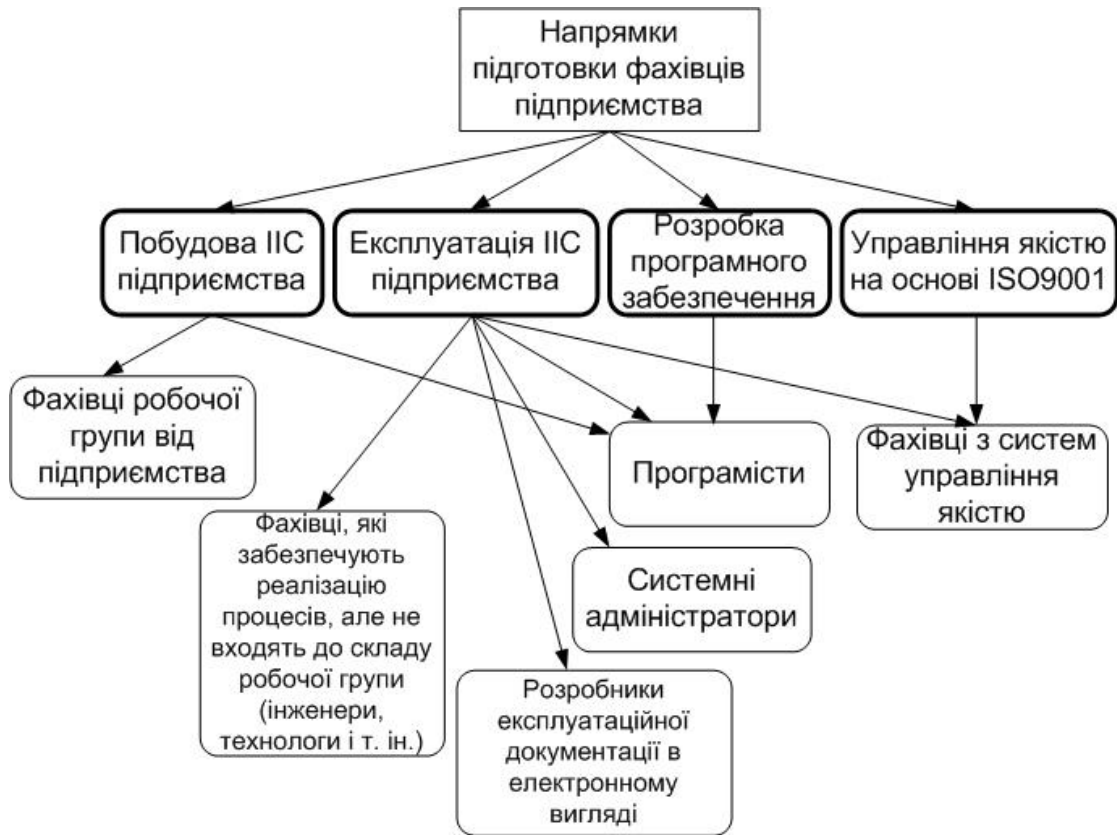 Напрямки
підготовки фахівців
підприємства
Побудова ІІС
підприємства
Експлуатація ІІС
підприємства
Розробка
програмного
забезпечення
Управління якістю
на основі ISO9001
Фахівці робочої
групи від
підприємства
Програмісти
Фахівці з систем
управління
якістю
Фахівці, які
забезпечують
реалізацію
процесів, але не
входять до складу
робочої групи
(інженери,
технологи і т. ін.)
Системні
адміністратори
Розробники
експлуатаційної
документації в
електронному
вигляді